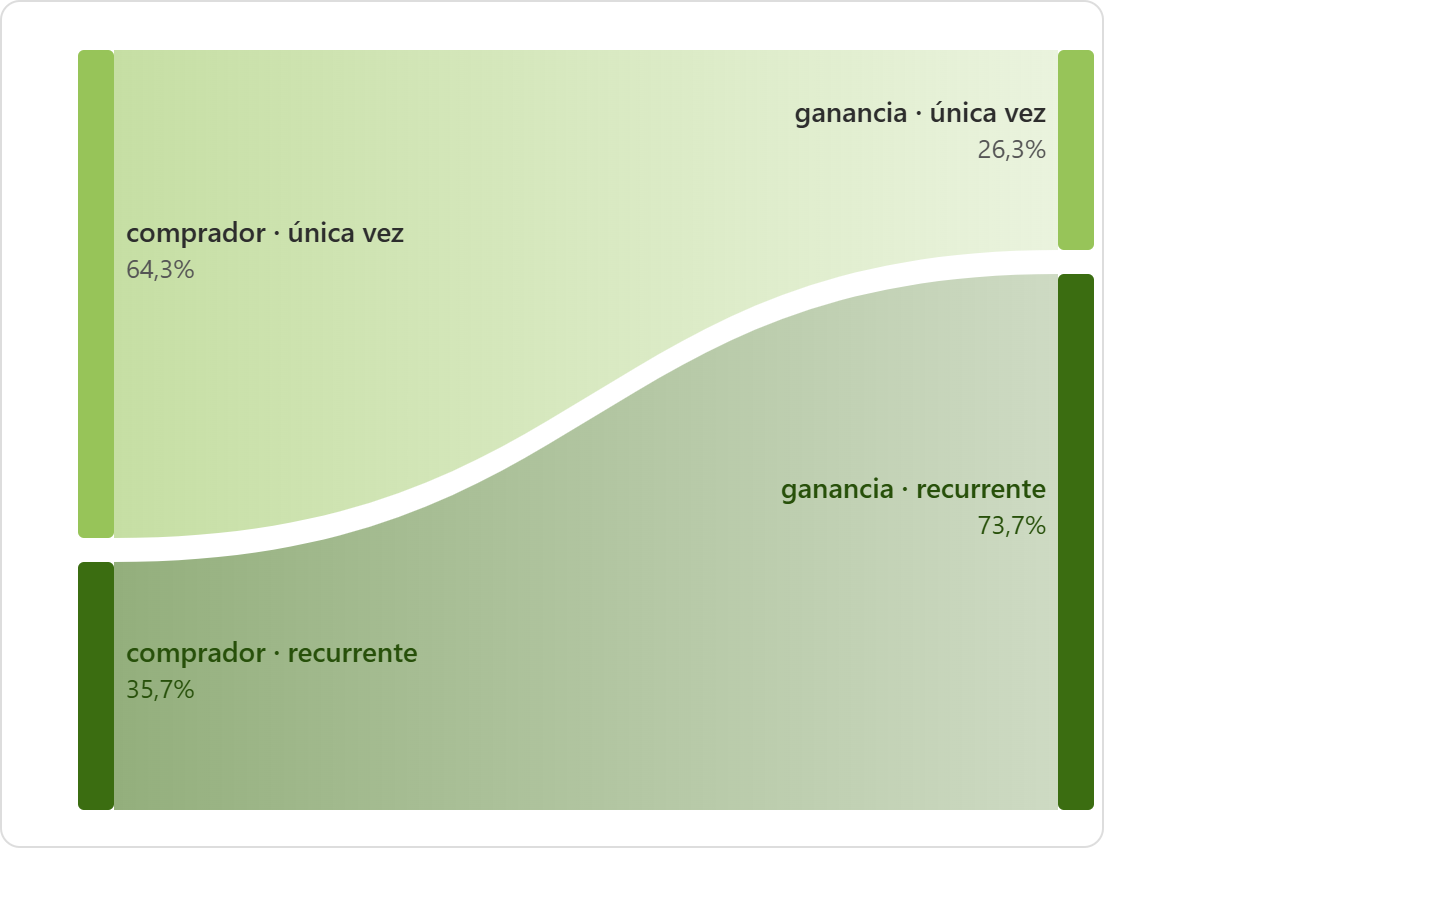 ganancia · única vez
26,3%
comprador · única vez
64,3%
ganancia · recurrente
73,7%
comprador · recurrente
35,7%